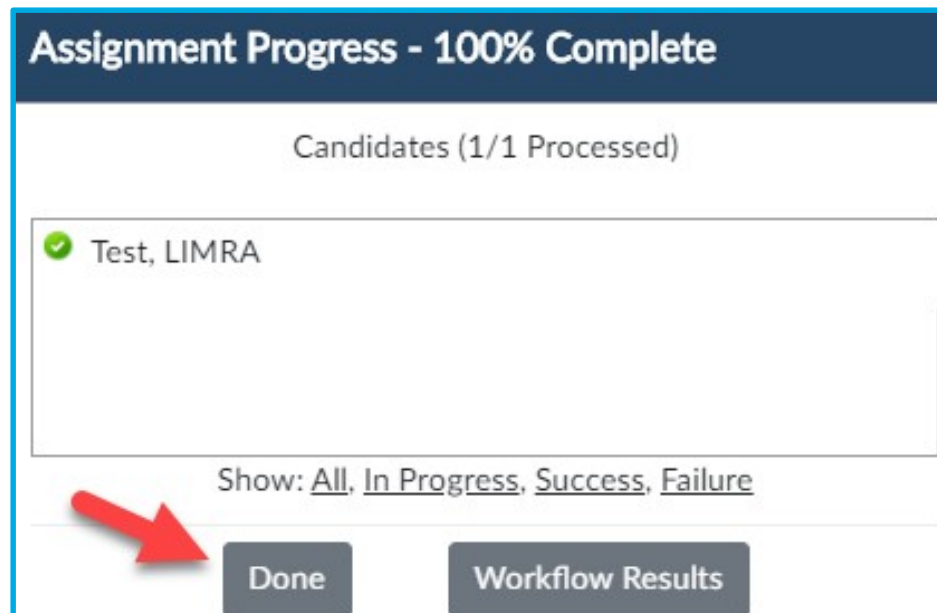 Assignment Progress - 100% Complete
Candidates (1/1 Processed)
Test, LIMRA
Show: All, In Progress, Success, Failure
Done Workflow Results